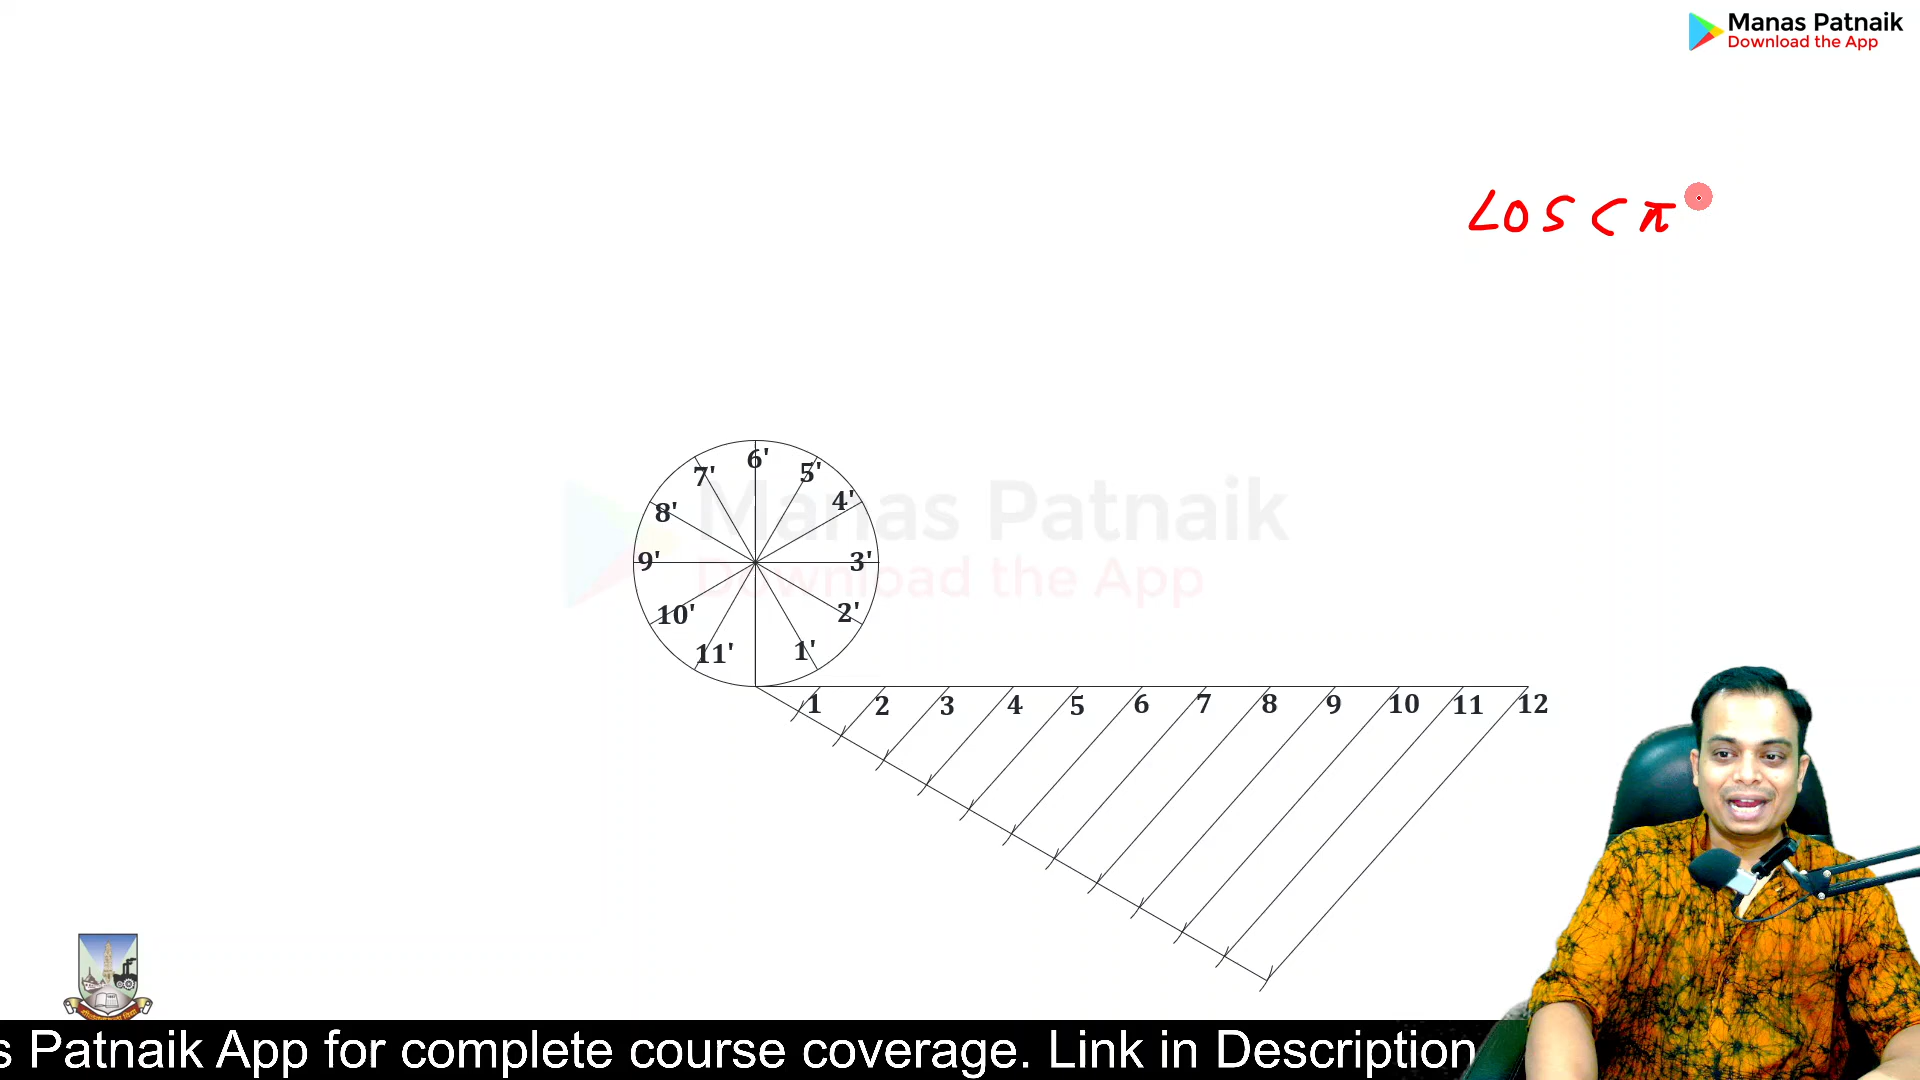 Manas Patnaik
Download the App
LOS < π
6'
7' 5'
8' 4'
9' 3'
10' 2'
11' 1'
Manas Patnaik
Download the App
1 2 3 4 5 6 7 8 9 10 11 12
s Patnaik App for complete course coverage. Link in Description